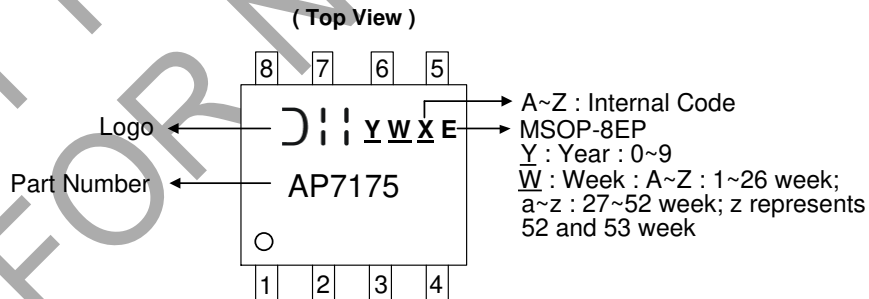 ( Top View )
8 7 6 5
Logo
Y W X E
A~Z : Internal Code
MSOP-8EP
Y : Year : 0~9
W : Week : A~Z : 1~26 week;
a~z : 27~52 week; z represents
52 and 53 week
Part Number
AP7175
1 2 3 4